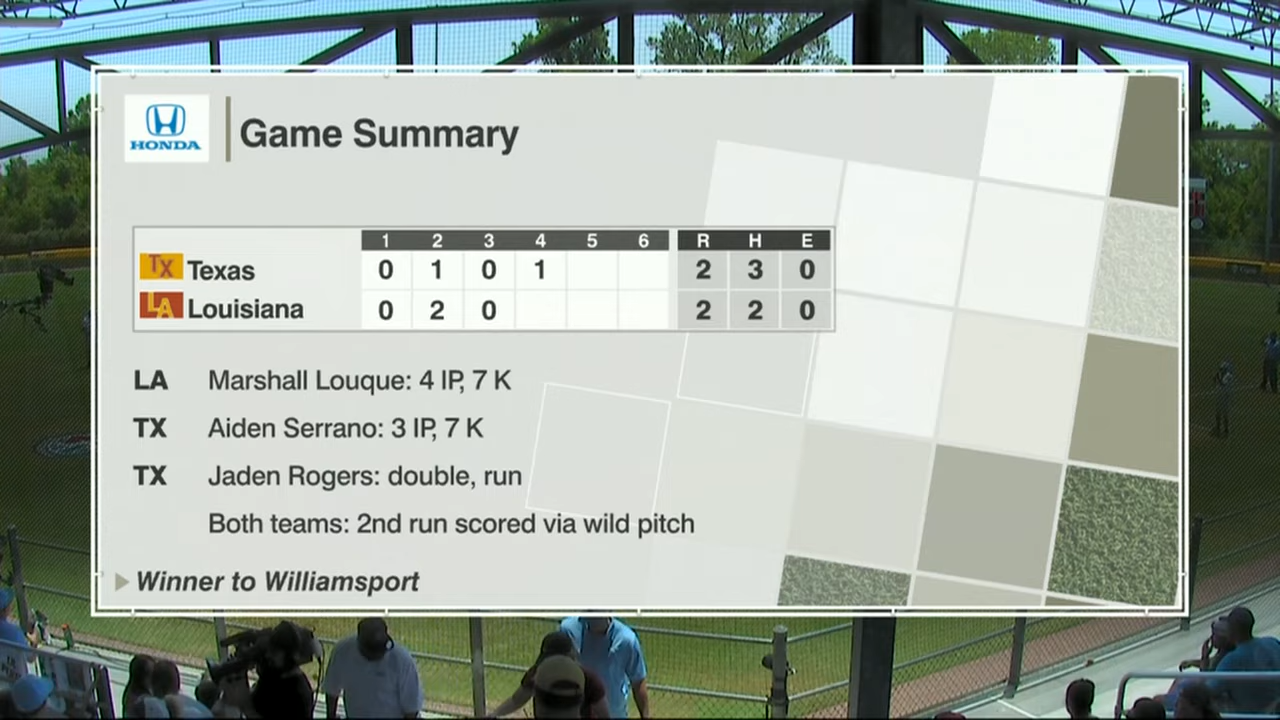 HONDA
Game Summary
1 2 3 4 5 6 R H E
TX Texas 0 1 0 1 2 3 0
LA Louisiana 0 2 0 2 2 0
LA Marshall Louque: 4 IP, 7 K
TX Aiden Serrano: 3 IP, 7 K
TX Jaden Rogers: double, run
Both teams: 2nd run scored via wild pitch
Winner to Williamsport